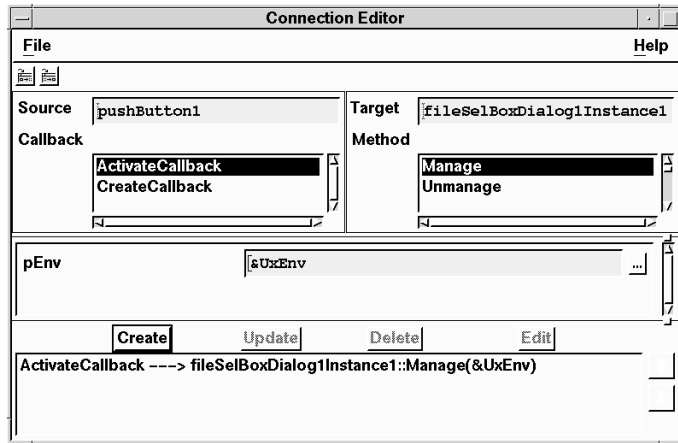 Connection Editor
File Help
Source pushButton1 Target fileSelBoxDialog1Instance1
Callback Method
ActivateCallback Manage
CreateCallback Unmanage
pEnv &UxEnv ...
Create Update Delete Edit
ActivateCallback ---> fileSelBoxDialog1Instance1::Manage(&UxEnv)